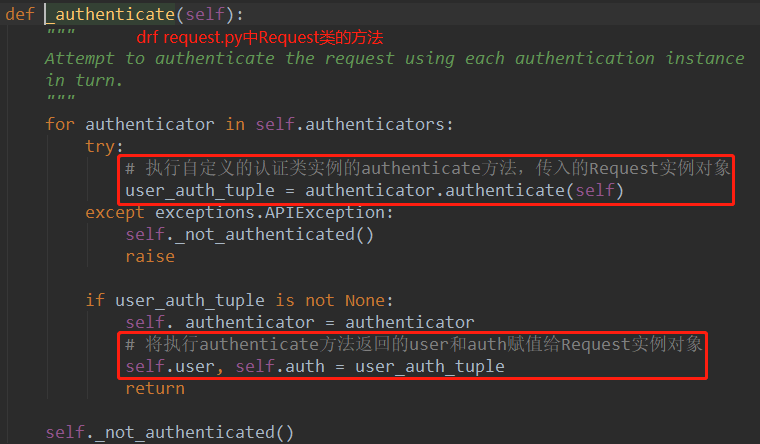 def _authenticate(self):
"""
drf request.py中Request类的方法
Attempt to authenticate the request using each authentication instance
in turn.
"""
for authenticator in self.authenticators:
try:
# 执行自定义的认证类实例的authenticate方法，传入的Request实例对象
user_auth_tuple = authenticator.authenticate(self)
except exceptions.APIException:
self._not_authenticated()
raise
if user_auth_tuple is not None:
self._authenticator = authenticator
# 将执行authenticate方法返回的user和auth赋值给Request实例对象
self.user, self.auth = user_auth_tuple
return
self._not_authenticated()